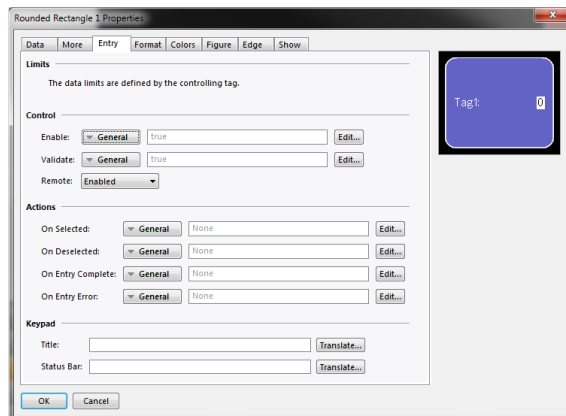 Rounded Rectangle 1 Properties
Data More Entry Format Colors Figure Edge Show
Limits
The data limits are defined by the controlling tag.
Control
Enable: General true Edit...
Validate: General true Edit...
Remote: Enabled
Actions
On Selected: General None Edit...
On Deselected: General None Edit...
On Entry Complete: General None Edit...
On Entry Error: General None Edit...
Keypad
Title: Translate...
Status Bar: Translate...
OK Cancel
Tag1: 0